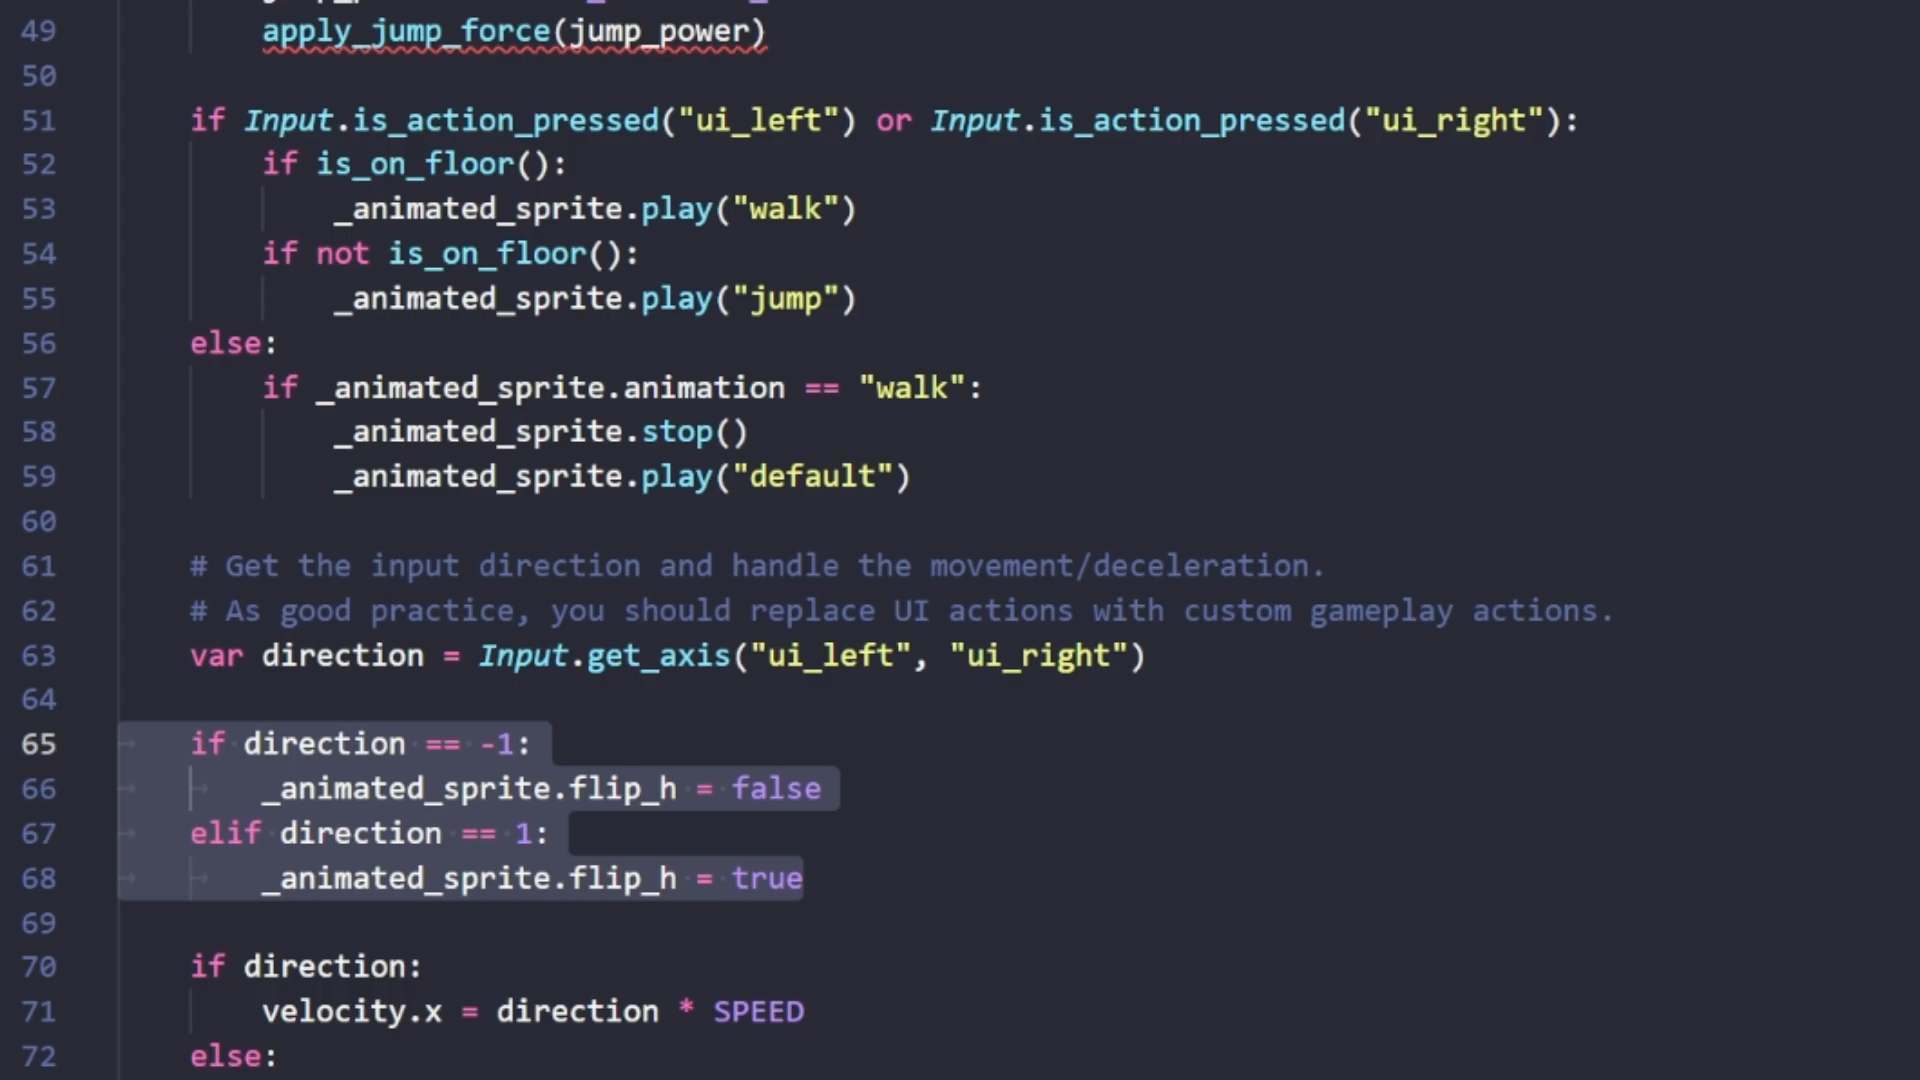 49 apply_jump_force(jump_power)
50
51 if Input.is_action_pressed("ui_left") or Input.is_action_pressed("ui_right"):
52 if is_on_floor():
53 _animated_sprite.play("walk")
54 if not is_on_floor():
55 _animated_sprite.play("jump")
56 else:
57 if _animated_sprite.animation == "walk":
58 _animated_sprite.stop()
59 _animated_sprite.play("default")
60
61 # Get the input direction and handle the movement/deceleration.
62 # As good practice, you should replace UI actions with custom gameplay actions.
63 var direction = Input.get_axis("ui_left", "ui_right")
64
65 if direction == -1:
66 _animated_sprite.flip_h = false
67 elif direction == 1:
68 _animated_sprite.flip_h = true
69
70 if direction:
71 velocity.x = direction * SPEED
72 else: